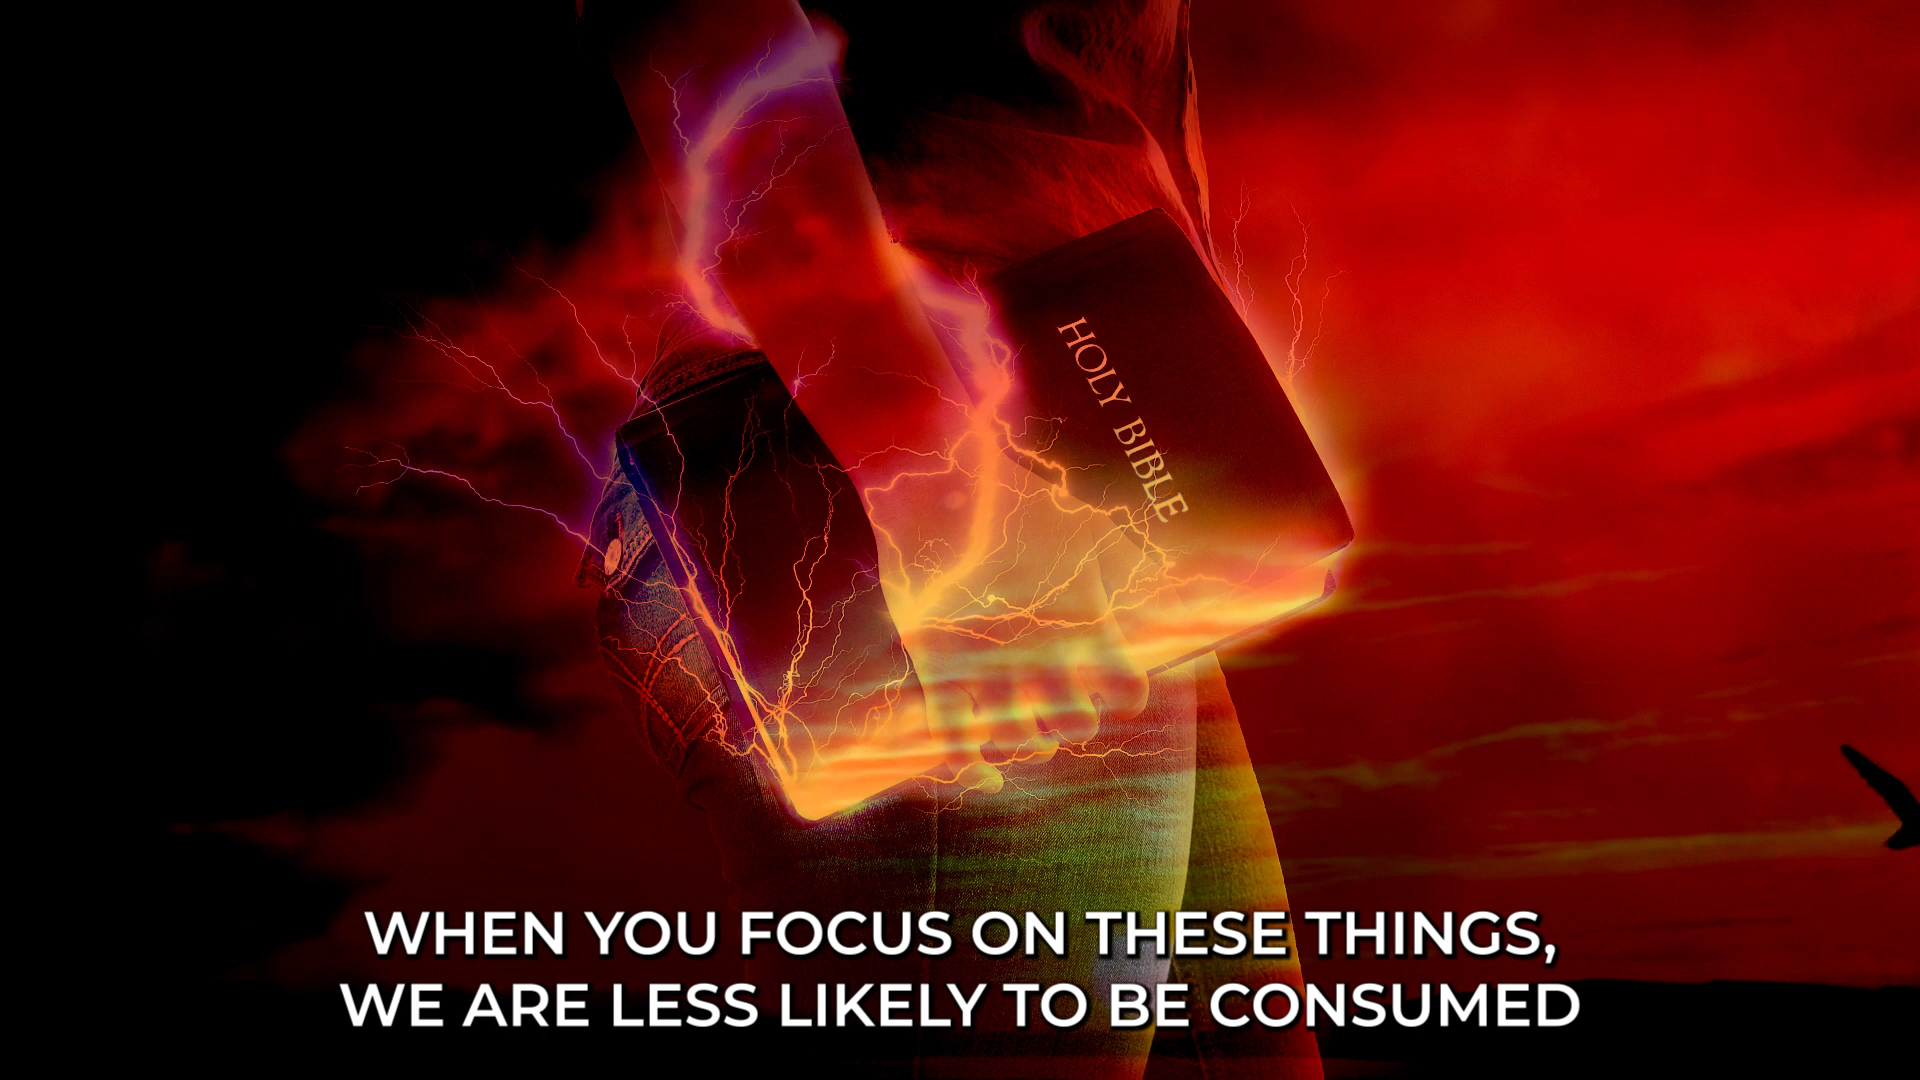 HOLY BIBLE
WHEN YOU FOCUS ON THESE THINGS,
WE ARE LESS LIKELY TO BE CONSUMED